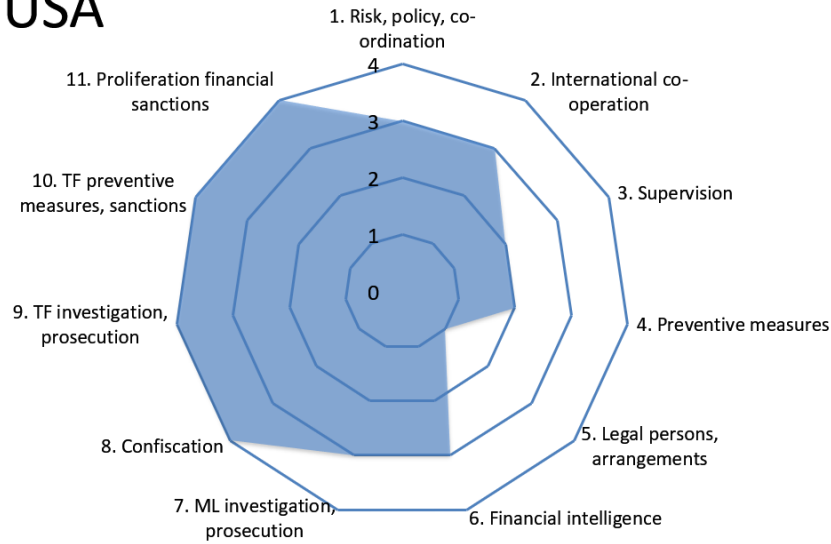 USA
1. Risk, policy, co-
ordination
2. International co-
operation
3. Supervision
4. Preventive measures
5. Legal persons,
arrangements
6. Financial intelligence
7. ML investigation,
prosecution
8. Confiscation
9. TF investigation,
prosecution
10. TF preventive
measures, sanctions
11. Proliferation financial
sanctions
4
3
2
1
0